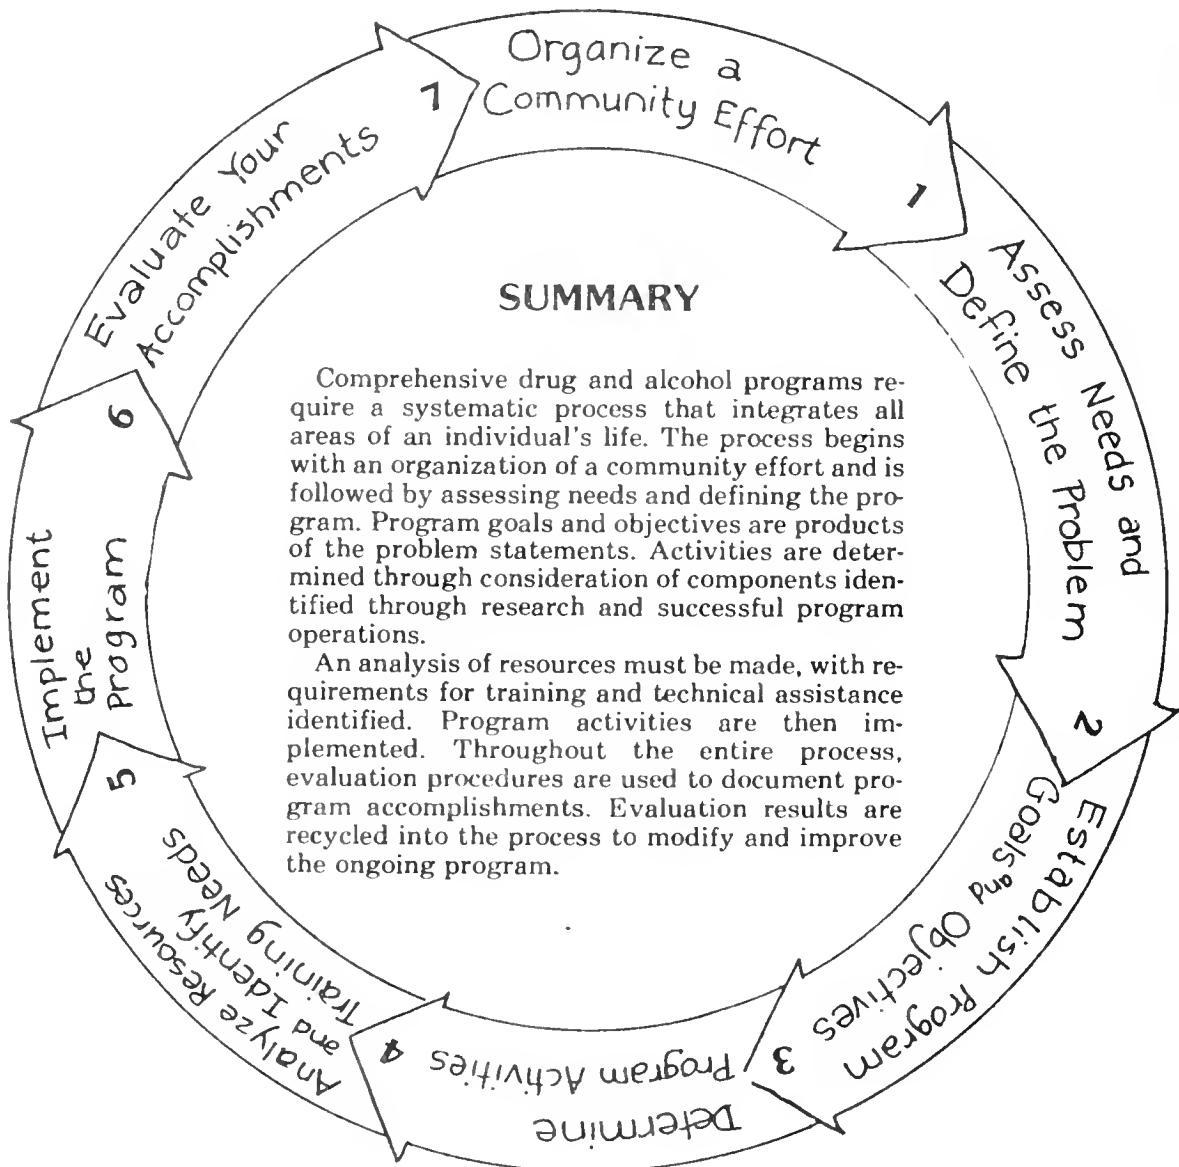 Organize a
Community Effort
1
Assess Needs and
Define the Problem
2
Establish Program
Goals and Objectives
3
Determine
Program Activities
4
Analyze Resources
and Identify
Training Needs
5
Implement
the
Program
6
Evaluate Your
Accomplishments
7
SUMMARY
Comprehensive drug and alcohol programs re-
quire a systematic process that integrates all
areas of an individual's life. The process begins
with an organization of a community effort and is
followed by assessing needs and defining the pro-
gram. Program goals and objectives are products
of the problem statements. Activities are deter-
mined through consideration of components iden-
tified through research and successful program
operations.
An analysis of resources must be made, with re-
quirements for training and technical assistance
identified. Program activities are then im-
plemented. Throughout the entire process,
evaluation procedures are used to document pro-
gram accomplishments. Evaluation results are
recycled into the process to modify and improve
the ongoing program.